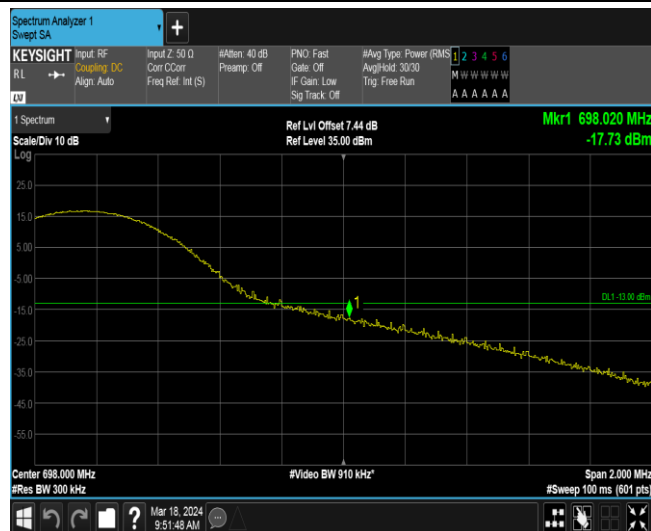 Spectrum Analyzer 1
Swept SA
+
KEYSIGHT Input: RF Input Z: 50 Ω #Atten: 40 dB PNO: Fast #Avg Type: Power (RMS 1 2 3 4 5 6
RL Coupling: DC Corr CCorr Preamp: Off Gate: Off Avg|Hold: 30/30 M W W W W W
Align: Auto Freq Ref: Int (S) IF Gain: Low Trig: Free Run
Sig Track: Off A A A A A A
LXI
1 Spectrum Ref Lvl Offset 7.44 dB Mkr1 698.020 MHz
Scale/Div 10 dB Ref Level 35.00 dBm -17.73 dBm
Log
25.0
15.0
5.00
-5.00
DL1 -13.00 dBm
1
-15.0
-25.0
-35.0
-45.0
-55.0
Center 698.000 MHz #Video BW 910 kHz* Span 2.000 MHz
#Res BW 300 kHz #Sweep 100 ms (601 pts)
? Mar 18, 2024
9:51:48 AM